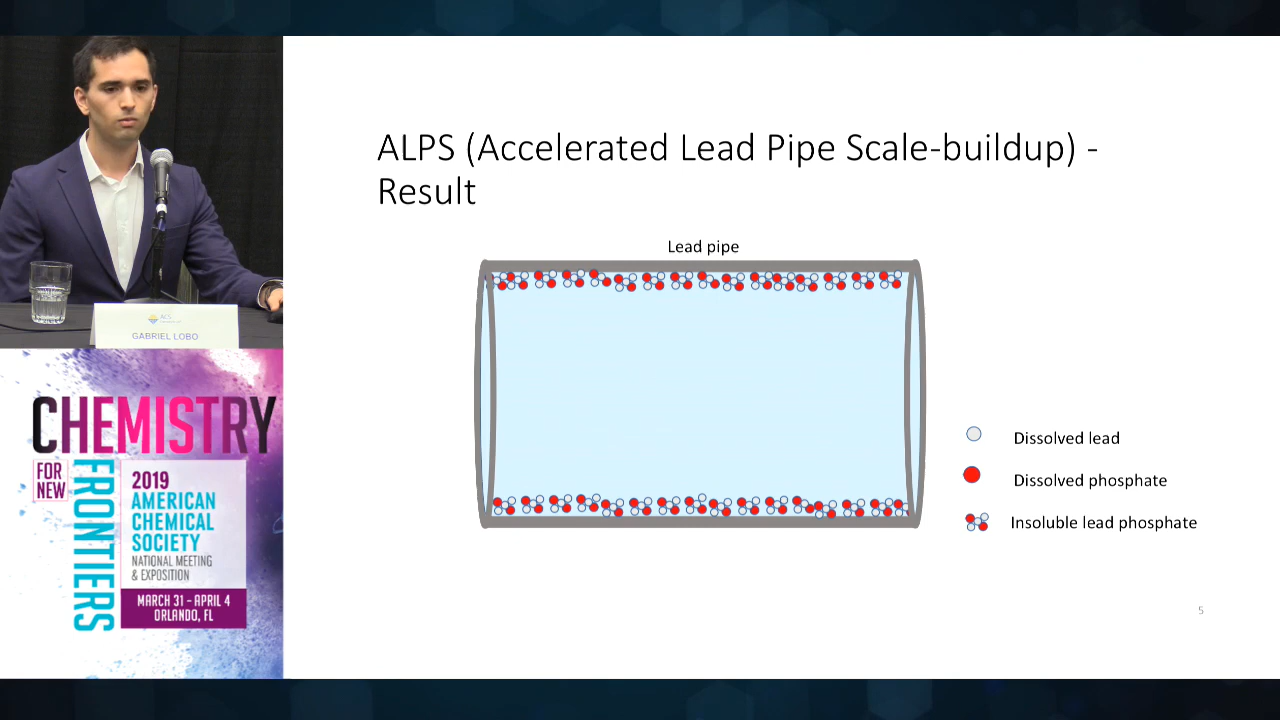 ALPS (Accelerated Lead Pipe Scale-buildup) -
Result
Lead pipe
Dissolved lead
Dissolved phosphate
Insoluble lead phosphate
5
ACS
GABRIEL LOBO
CHEMISTRY
FOR
NEW
FRONTIERS
2019
AMERICAN
CHEMICAL
SOCIETY
NATIONAL MEETING
& EXPOSITION
MARCH 31 – APRIL 4
ORLANDO, FL